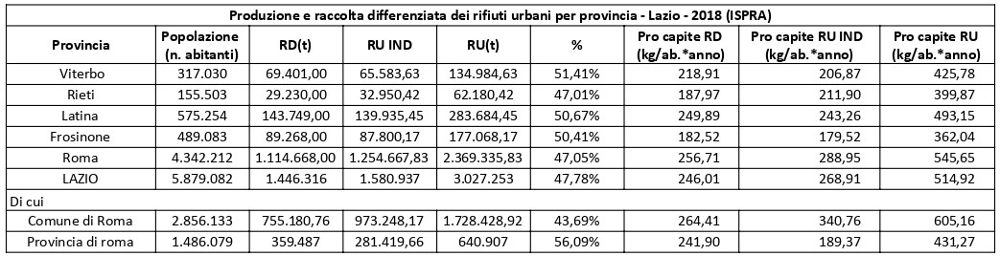 Produzione e raccolta differenziata dei rifiuti urbani per provincia - Lazio - 2018 (ISPRA)
Provincia Popolazione (n. abitanti) RD(t) RU IND RU(t) % Pro capite RD (kg/ab.*anno) Pro capite RU IND (kg/ab.*anno) Pro capite RU (kg/ab.*anno)
Viterbo 317.030 69.401,00 65.583,63 134.984,63 51,41% 218,91 206,87 425,78
Rieti 155.503 29.230,00 32.950,42 62.180,42 47,01% 187,97 211,90 399,87
Latina 575.254 143.749,00 139.935,45 283.684,45 50,67% 249,89 243,26 493,15
Frosinone 489.083 89.268,00 87.800,17 177.068,17 50,41% 182,52 179,52 362,04
Roma 4.342.212 1.114.668,00 1.254.667,83 2.369.335,83 47,05% 256,71 288,95 545,65
LAZIO 5.879.082 1.446.316 1.580.937 3.027.253 47,78% 246,01 268,91 514,92
Di cui
Comune di Roma 2.856.133 755.180,76 973.248,17 1.728.428,92 43,69% 264,41 340,76 605,16
Provincia di roma 1.486.079 359.487 281.419,66 640.907 56,09% 241,90 189,37 431,27